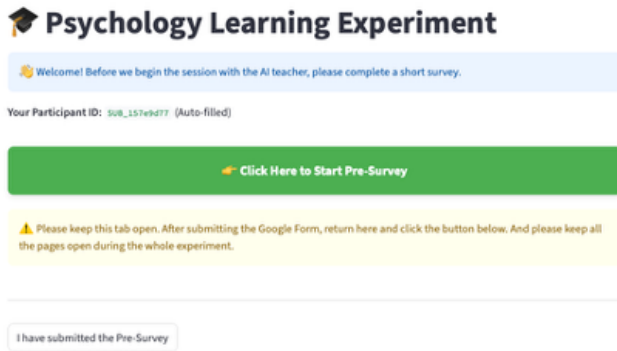 🎓 Psychology Learning Experiment
👋 Welcome! Before we begin the session with the AI teacher, please complete a short survey.
Your Participant ID: SUB_157e9d77 (Auto-filled)
👉 Click Here to Start Pre-Survey
⚠️ Please keep this tab open. After submitting the Google Form, return here and click the button below. And please keep all
the pages open during the whole experiment.
I have submitted the Pre-Survey